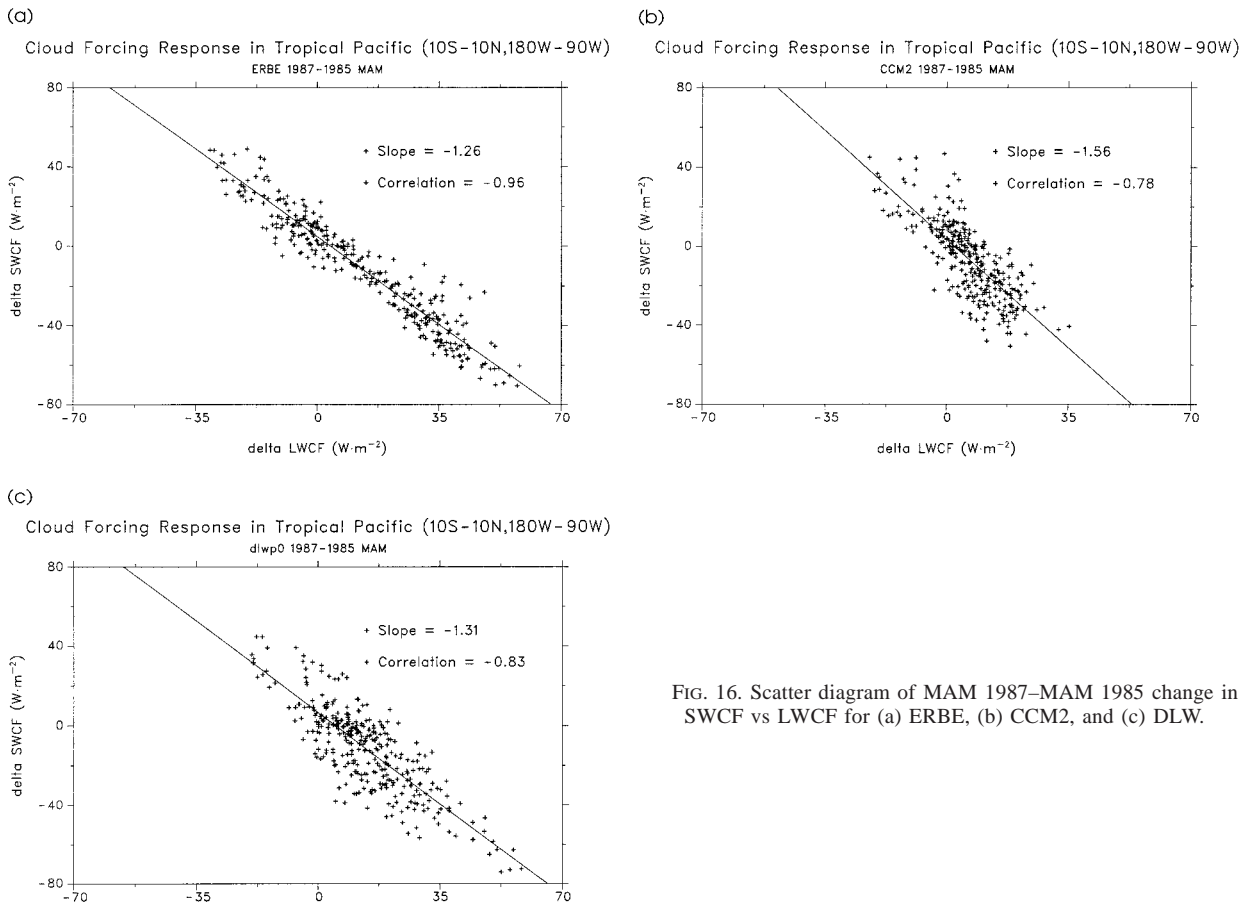 (a)
Cloud Forcing Response in Tropical Pacific (10S-10N,180W-90W)
ERBE 1987-1985 MAM
80
40
0
-40
-80
delta SWCF (W·m⁻²)
+ Slope = -1.26
+ Correlation = -0.96
-70 -35 0 35 70
delta LWCF (W·m⁻²)
(b)
Cloud Forcing Response in Tropical Pacific (10S-10N,180W-90W)
CCM2 1987-1985 MAM
80
40
0
-40
-80
delta SWCF (W·m⁻²)
+ Slope = -1.56
+ Correlation = -0.78
-70 -35 0 35 70
delta LWCF (W·m⁻²)
(c)
Cloud Forcing Response in Tropical Pacific (10S-10N,180W-90W)
dlwp0 1987-1985 MAM
80
40
0
-40
-80
delta SWCF (W·m⁻²)
+ Slope = -1.31
+ Correlation = -0.83
-70 -35 0 35 70
FIG. 16. Scatter diagram of MAM 1987–MAM 1985 change in
SWCF vs LWCF for (a) ERBE, (b) CCM2, and (c) DLW.